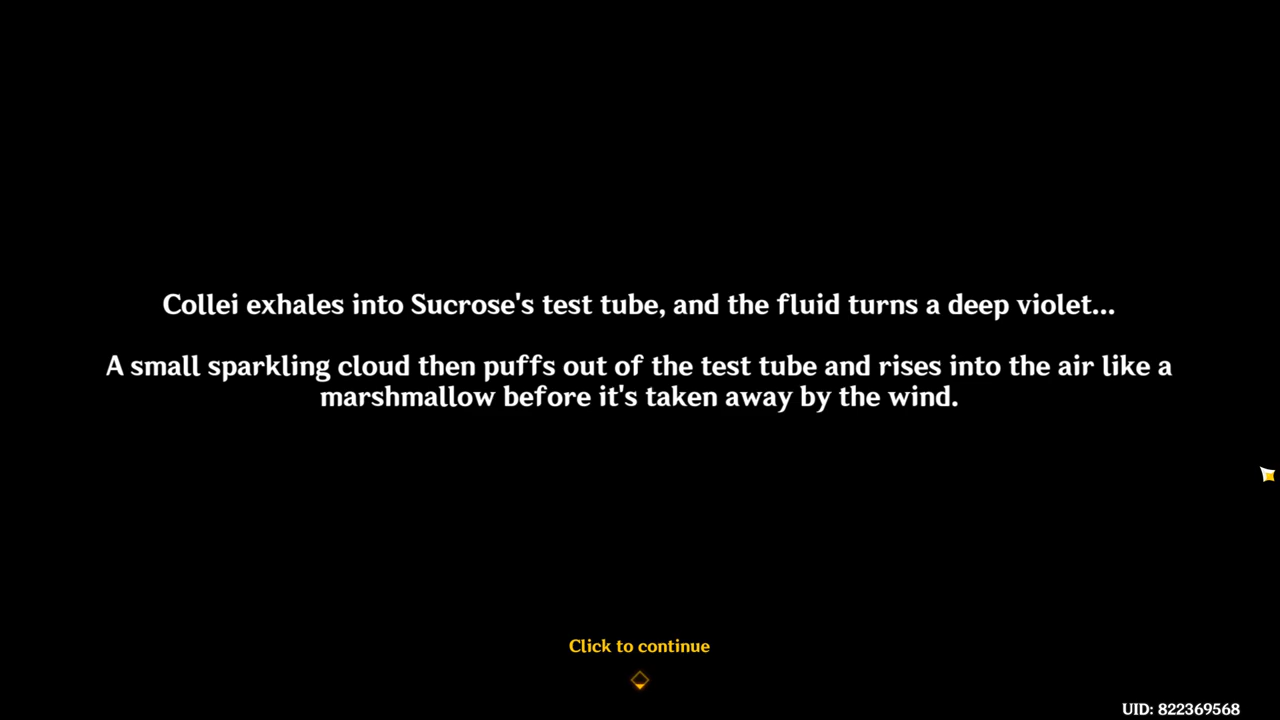 Collei exhales into Sucrose's test tube, and the fluid turns a deep violet...
A small sparkling cloud then puffs out of the test tube and rises into the air like a
marshmallow before it's taken away by the wind.
Click to continue
UID: 822369568